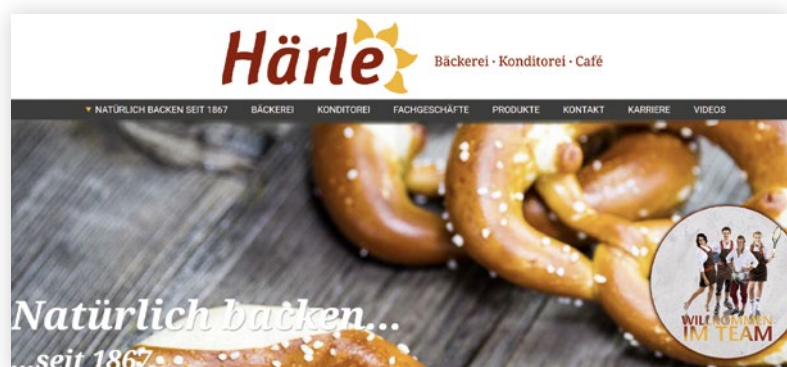 Härle
Bäckerei · Konditorei · Café
NATÜRLICH BACKEN SEIT 1867 BÄCKEREI KONDITOREI FACHGESCHÄFTE PRODUKTE KONTAKT KARRIERE VIDEOS
Natürlich backen...
...seit 1867
WILLKOMMEN
IM TEAM